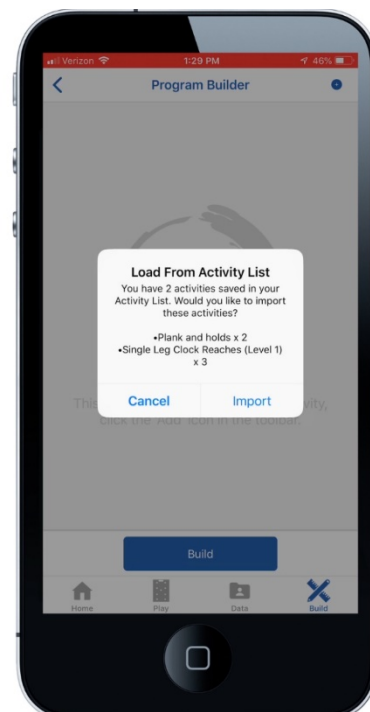 Verizon 1:29 PM 46%
Program Builder
Load From Activity List
You have 2 activities saved in your
Activity List. Would you like to import
these activities?
•Plank and holds x 2
•Single Leg Clock Reaches (Level 1)
x 3
Cancel Import
This vity,
click the 'Add' icon in the toolbar.
Build
Home Play Data Build